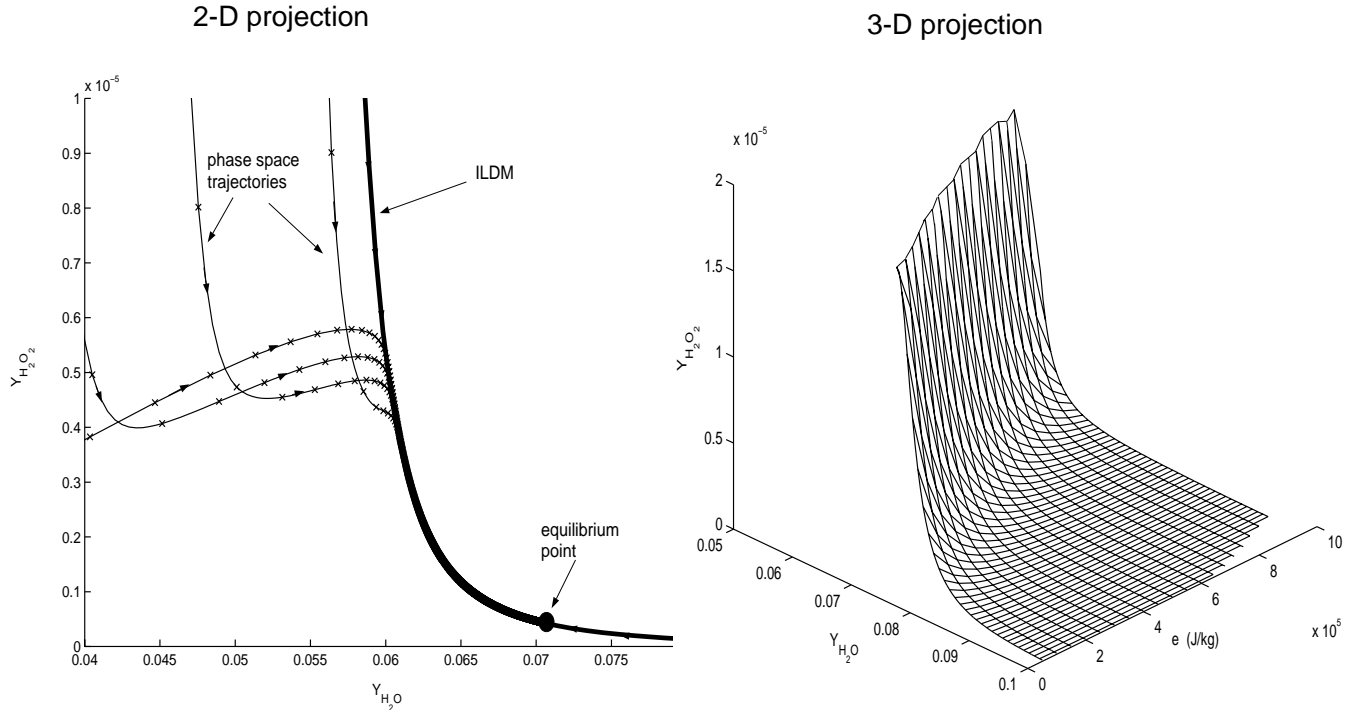 2-D projection
x 10⁻⁵
1
0.9
0.8
0.7
0.6
0.5
0.4
0.3
0.2
0.1
0
Y_H₂O₂
phase space
trajectories
ILDM
equilibrium
point
0.04
0.045
0.05
0.055
0.06
0.065
0.07
0.075
Y_H₂O
3-D projection
x 10⁻⁵
2
1.5
1
0.5
0
Y_H₂O₂
0.05
0.06
0.07
0.08
0.09
0.1
Y_H₂O
0
2
4
6
8
10
x 10⁵
e (J/kg)